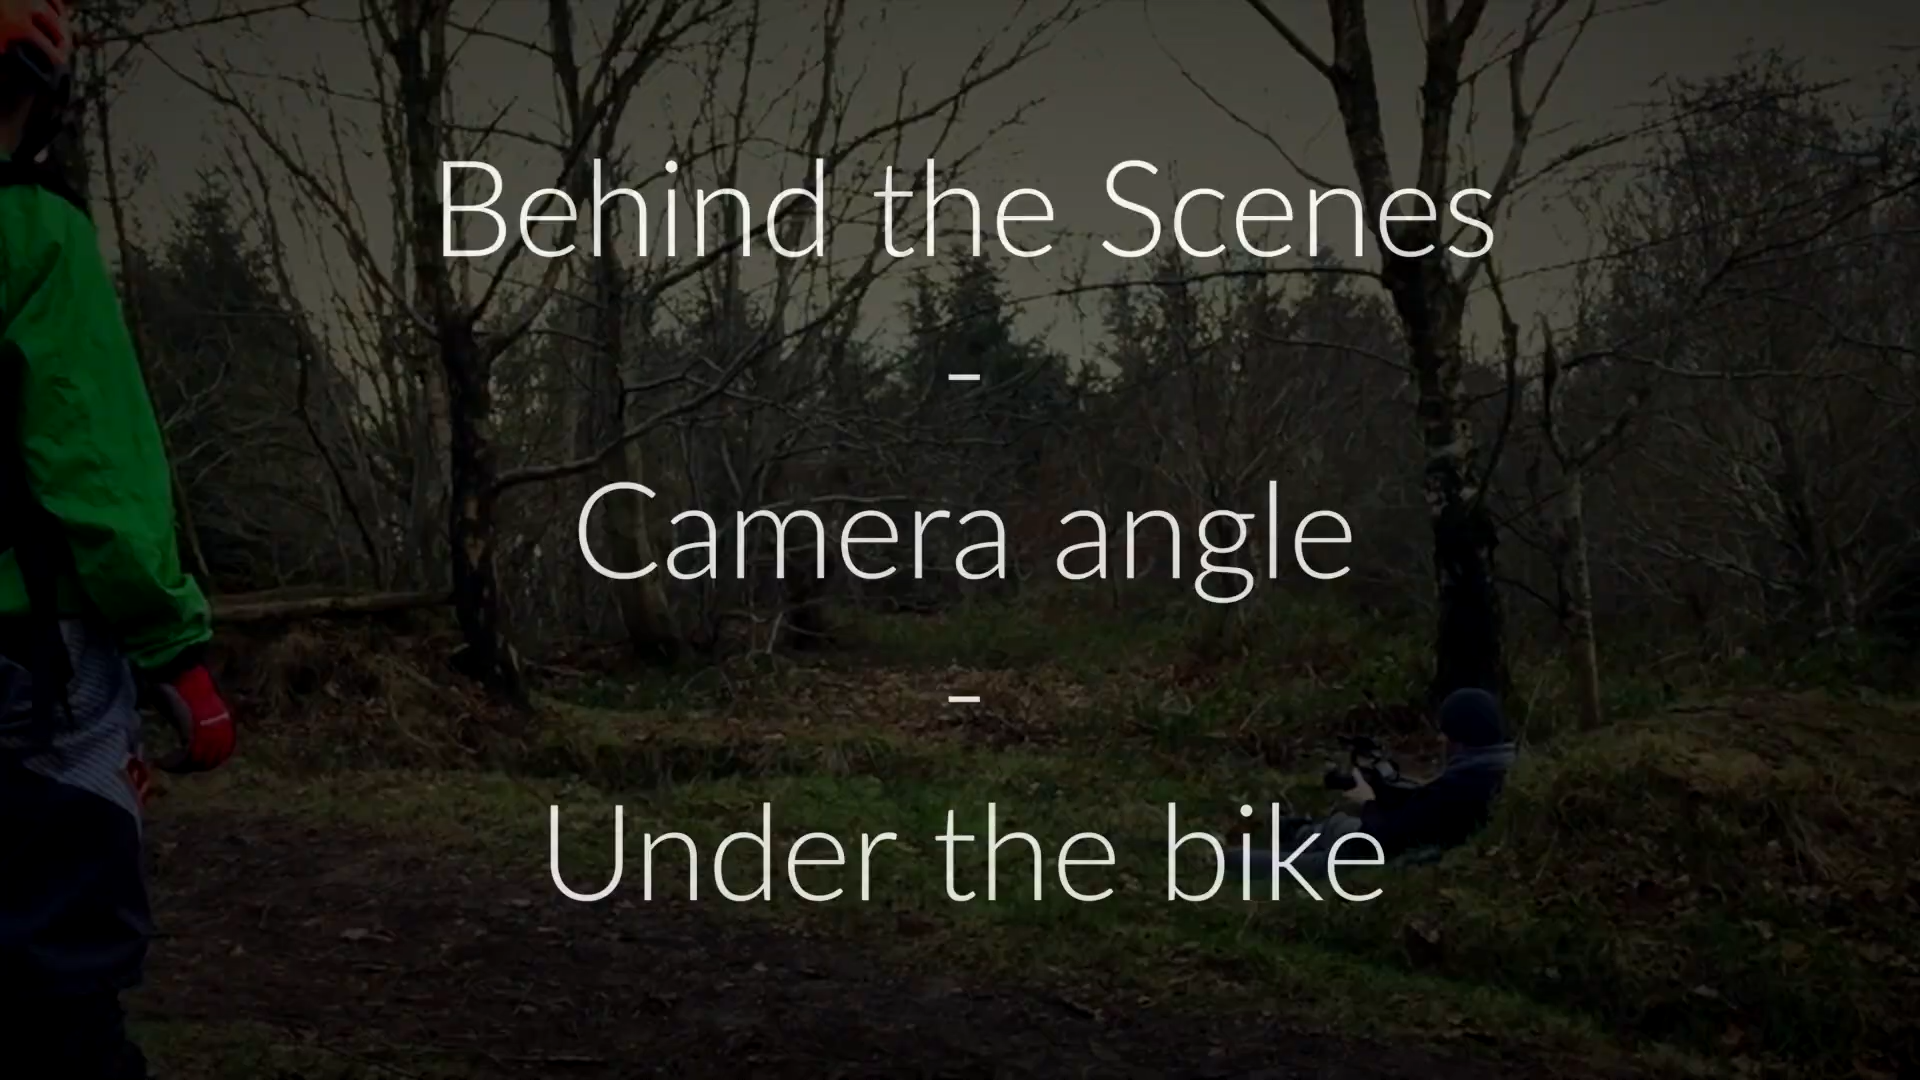 Behind the Scenes
-
Camera angle
-
Under the bike